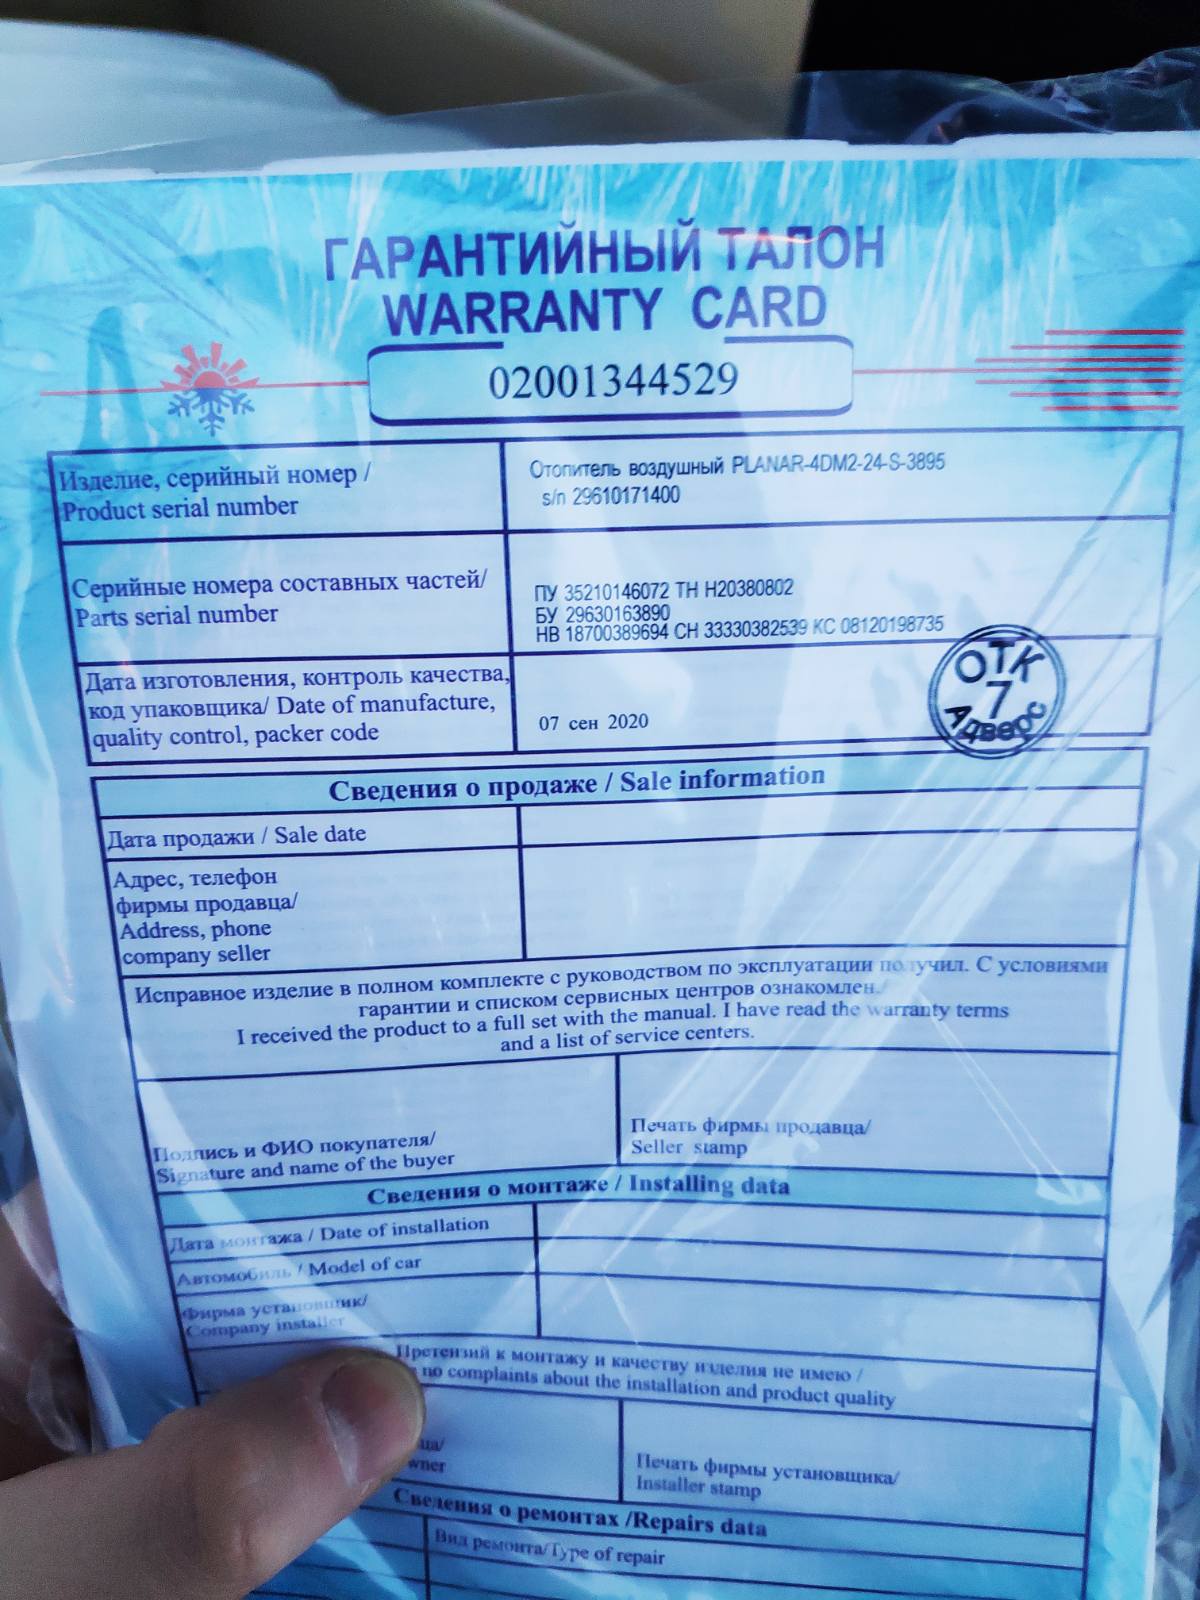 ГАРАНТИЙНЫЙ ТАЛОН
WARRANTY CARD
02001344529
Изделие, серийный номер /
Product serial number
Отопитель воздушный PLANAR-4DM2-24-S-3895
s/n 29610171400
Серийные номера составных частей/
Parts serial number
ПУ 35210146072 ТН H20380802
БУ 29630163890
НВ 18700389694 СН 33330382539 КС 08120198735
Дата изготовления, контроль качества,
код упаковщика/ Date of manufacture,
quality control, packer code
07 сен 2020
ОТК
7
Адверс
Сведения о продаже / Sale information
Дата продажи / Sale date
Адрес, телефон
фирмы продавца/
Address, phone
company seller
Исправное изделие в полном комплекте с руководством по эксплуатации получил. С условиями
гарантии и списком сервисных центров ознакомлен./
I received the product to a full set with the manual. I have read the warranty terms
and a list of service centers.
Подпись и ФИО покупателя/
Signature and name of the buyer
Печать фирмы продавца/
Seller stamp
Сведения о монтаже / Installing data
Дата монтажа / Date of installation
Автомобиль / Model of car
Фирма установщик/
Company installer
Претензий к монтажу и качеству изделия не имею /
no complaints about the installation and product quality
Печать фирмы установщика/
Installer stamp
Сведения о ремонтах /Repairs data
Вид ремонта/Type of repair